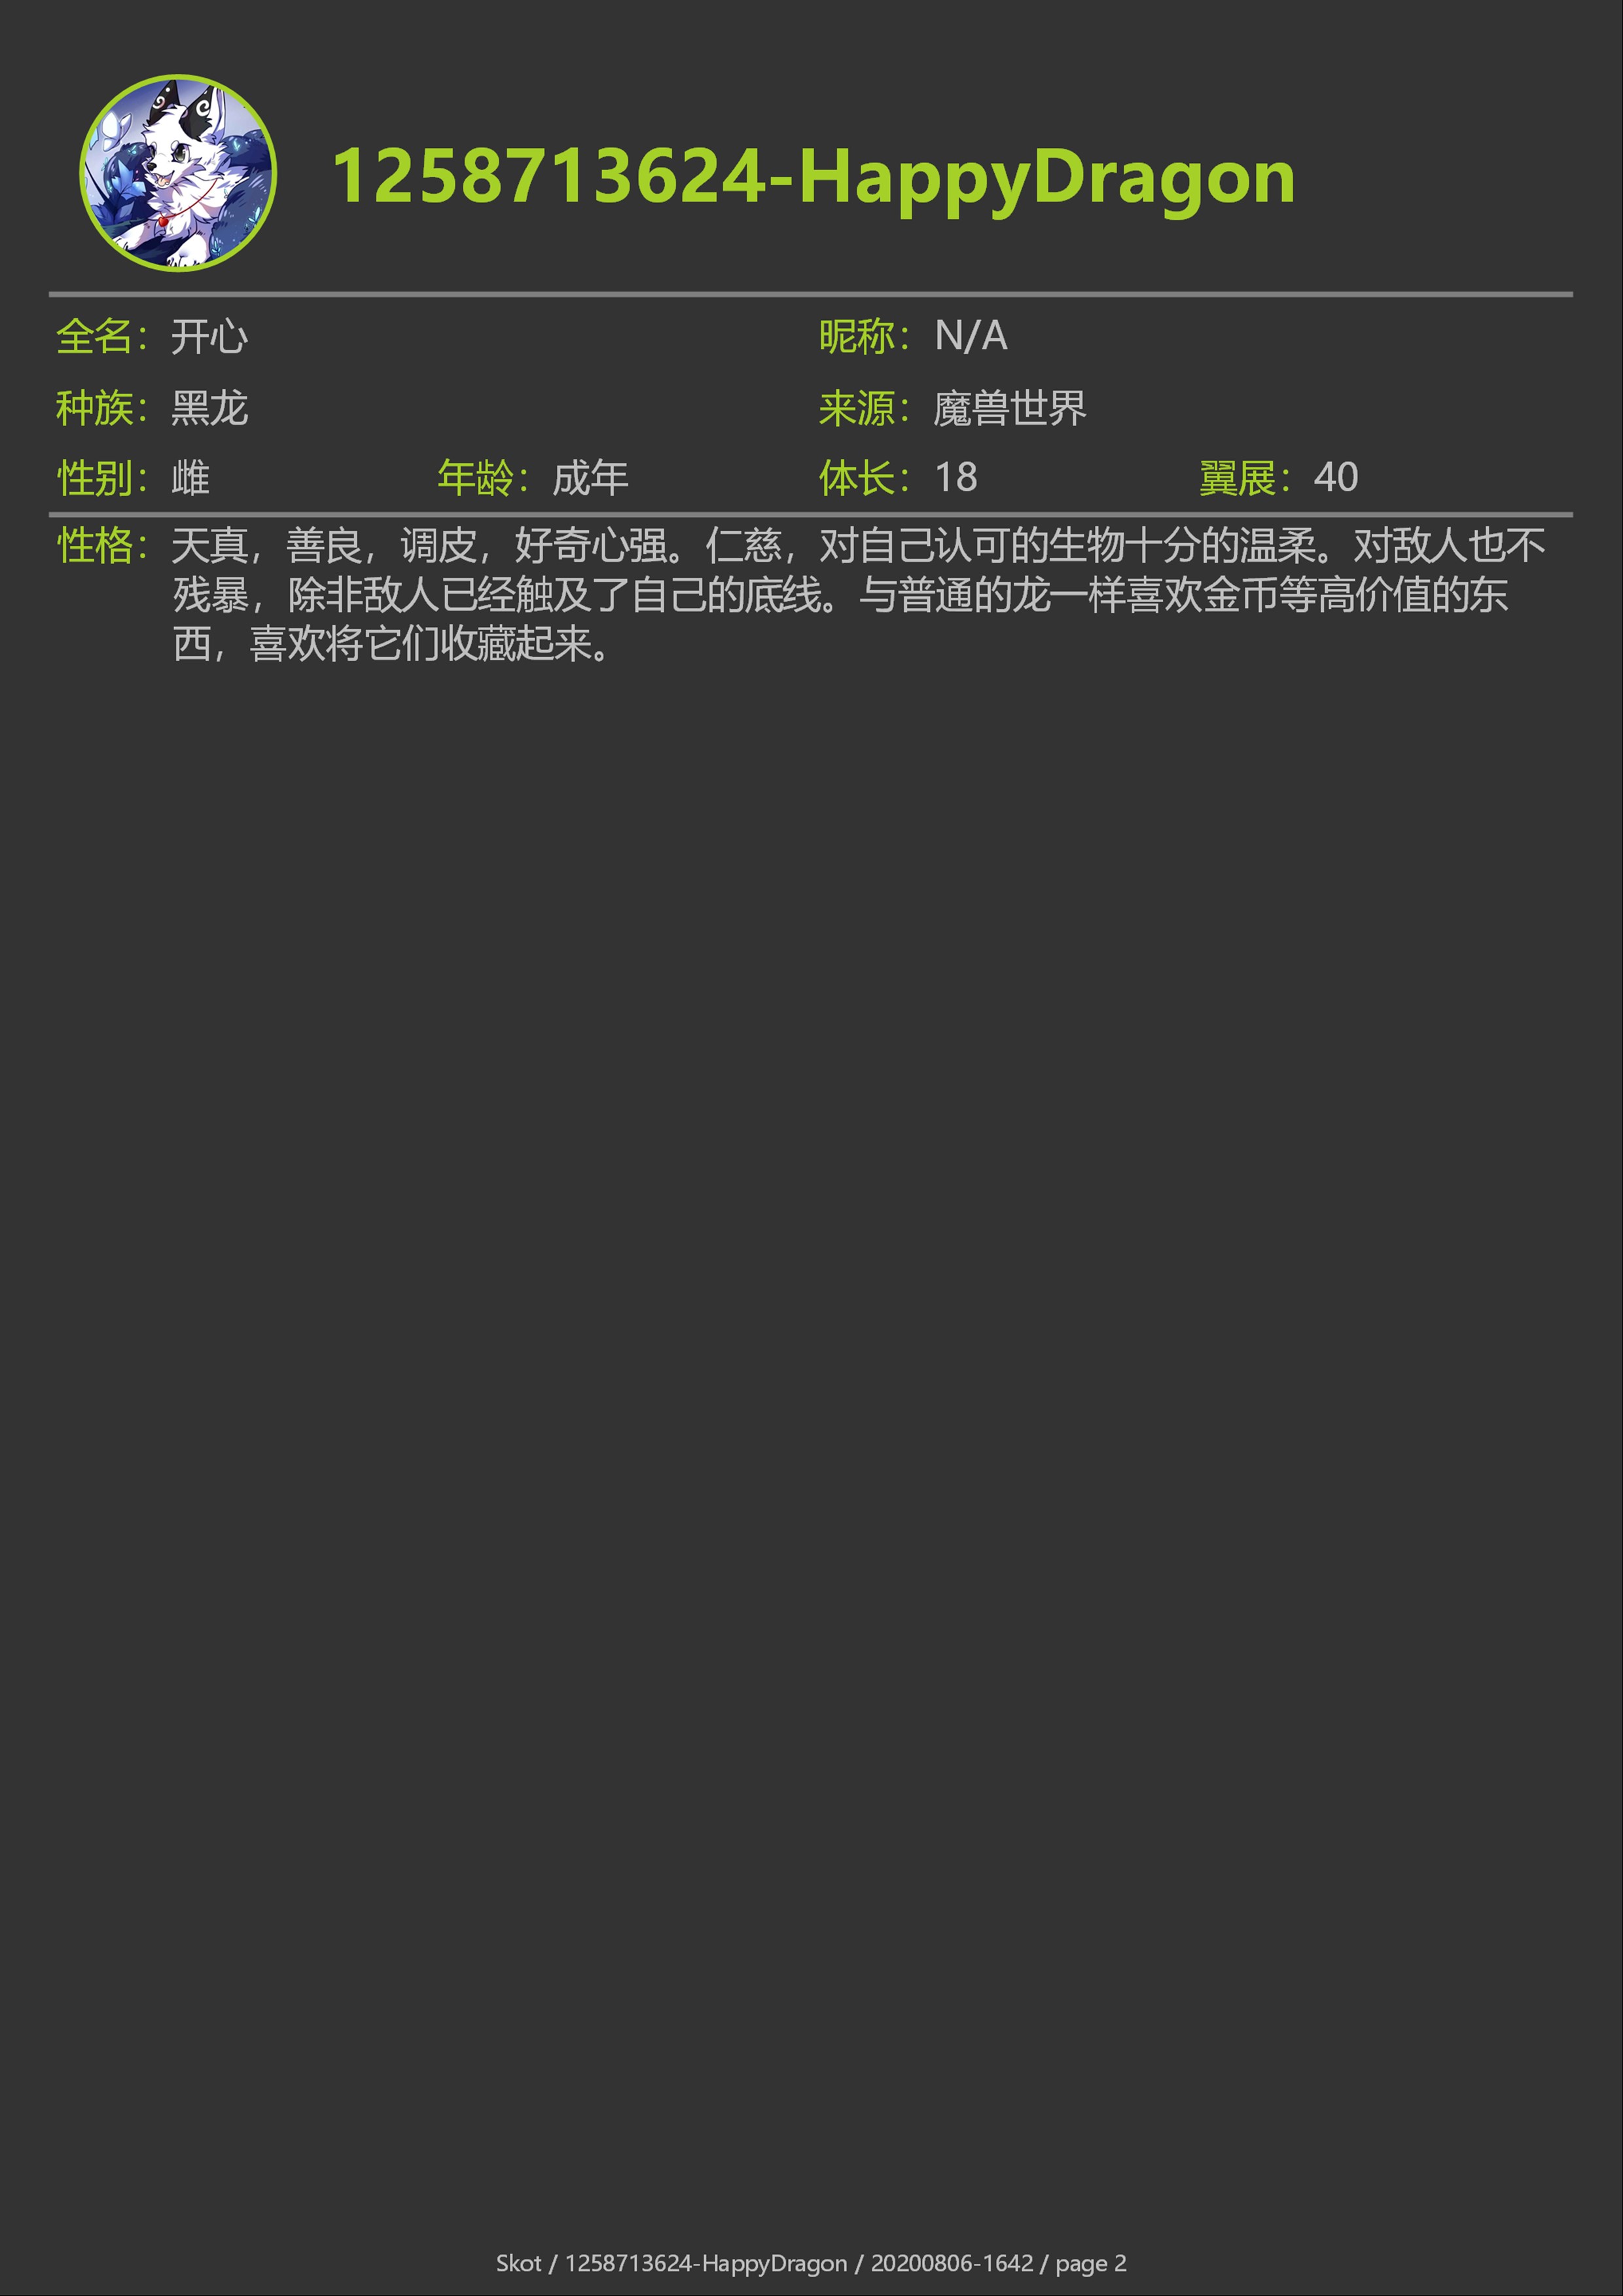 1258713624-HappyDragon
全名：开心 昵称：N/A
种族：黑龙 来源：魔兽世界
性别：雌 年龄：成年 体长：18 翼展：40
性格：天真，善良，调皮，好奇心强。仁慈，对自己认可的生物十分的温柔。对敌人也不
残暴，除非敌人已经触及了自己的底线。与普通的龙一样喜欢金币等高价值的东
西，喜欢将它们收藏起来。
Skot / 1258713624-HappyDragon / 20200806-1642 / page 2